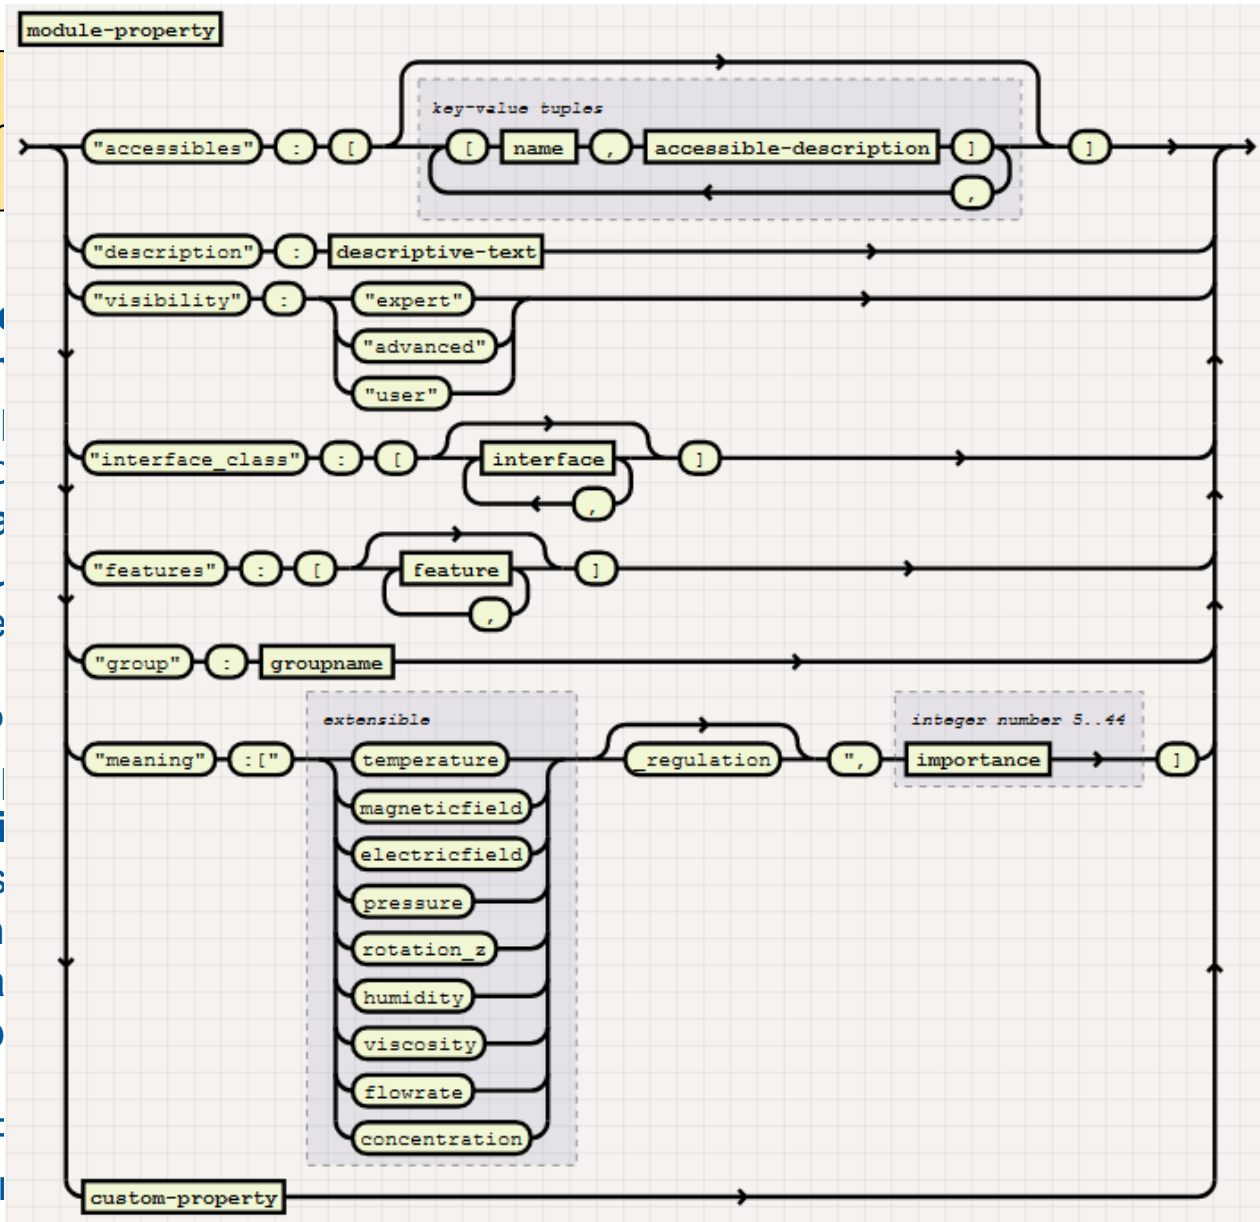 module-property
key-value tuples
"accessibles" : [ [ name , accessible-description ] ]
,
"description" : descriptive-text
"visibility" : "expert"
"advanced"
"user"
"interface_class" : [ interface ]
,
"features" : [ feature ]
,
"group" : groupname
extensible
integer number 5..44
"meaning" :[" temperature _regulation ", importance ]
magneticfield
electricfield
pressure
rotation_z
humidity
viscosity
flowrate
concentration
custom-property